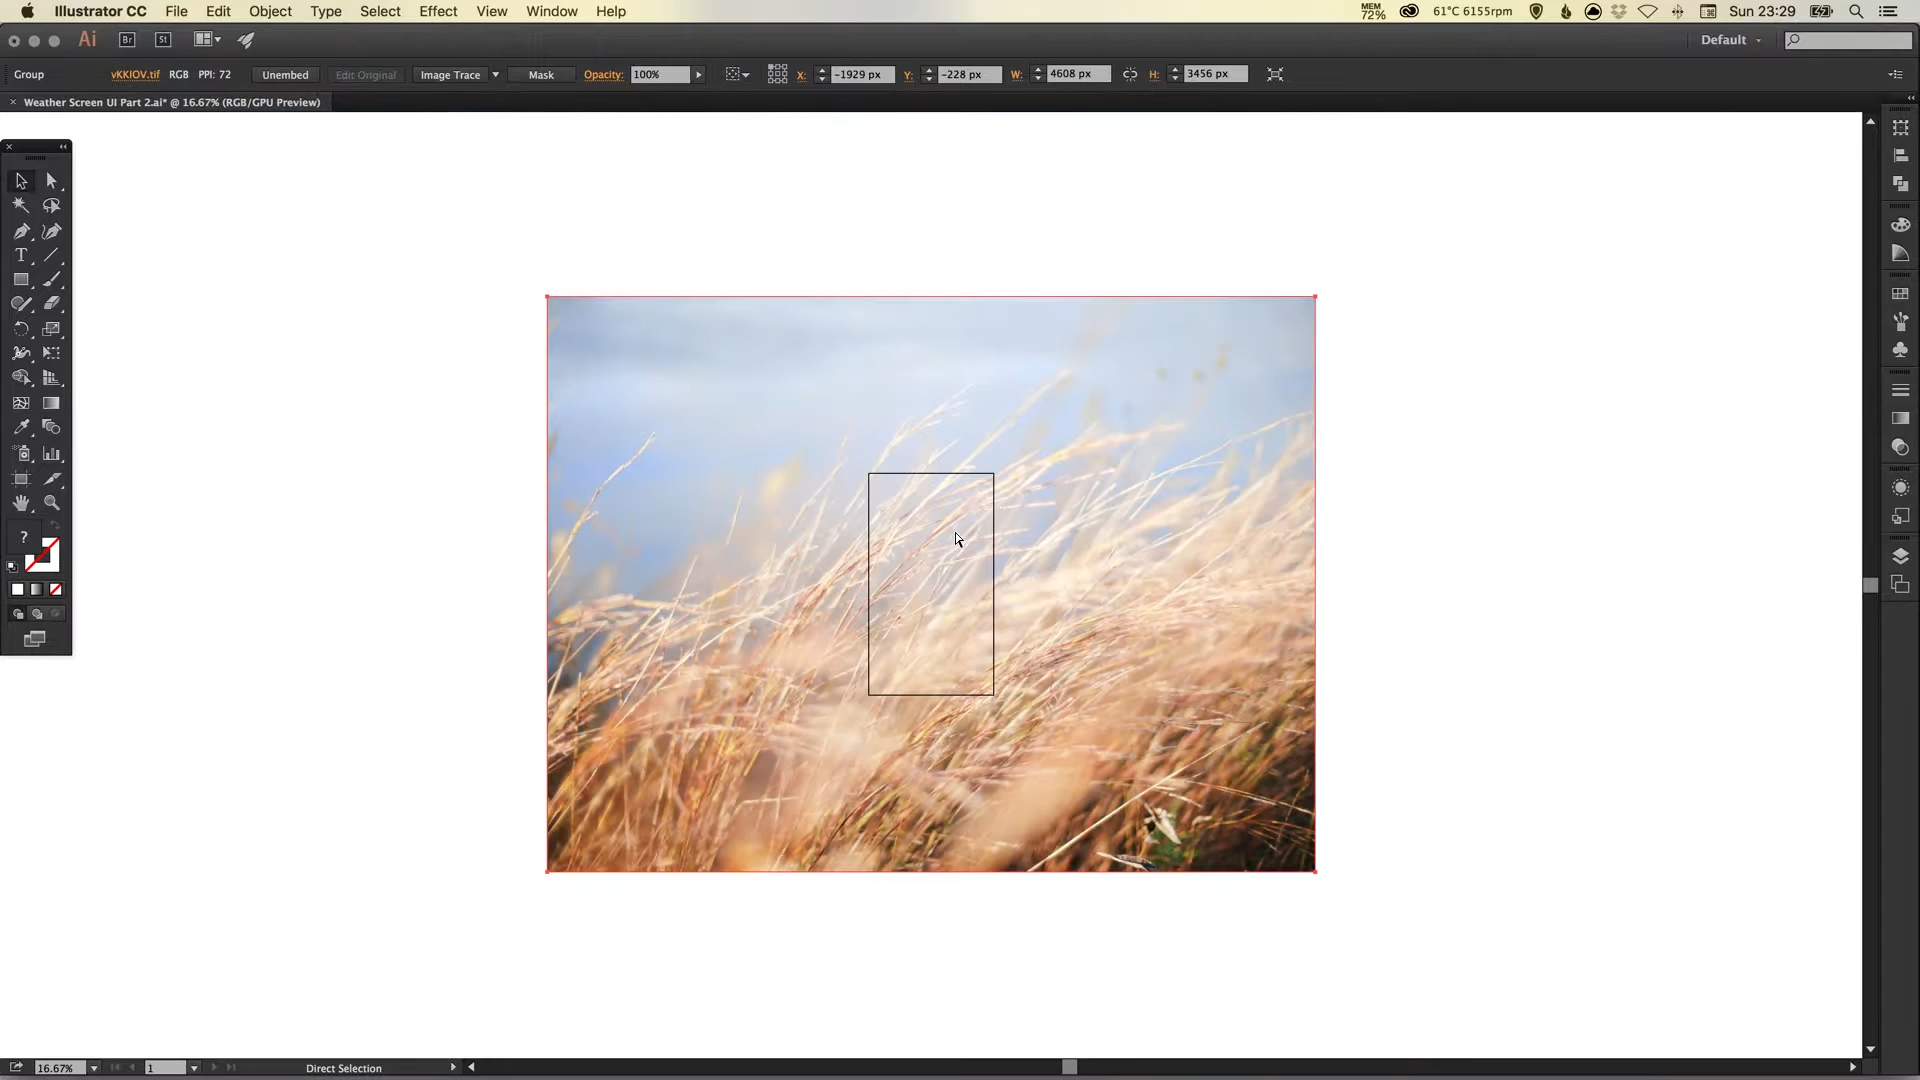 Illustrator CC File Edit Object Type Select Effect View Window Help MEM 72% 61°C 6155rpm Sun 23:29
Ai Br St Default
Group vKKIOV.tif RGB PPI: 72 Unembed Edit Original Image Trace Mask Opacity: 100% X: -1929 px Y: -228 px W: 4608 px H: 3456 px
× Weather Screen UI Part 2.ai* @ 16.67% (RGB/GPU Preview)
T
?
16.67% 1 Direct Selection